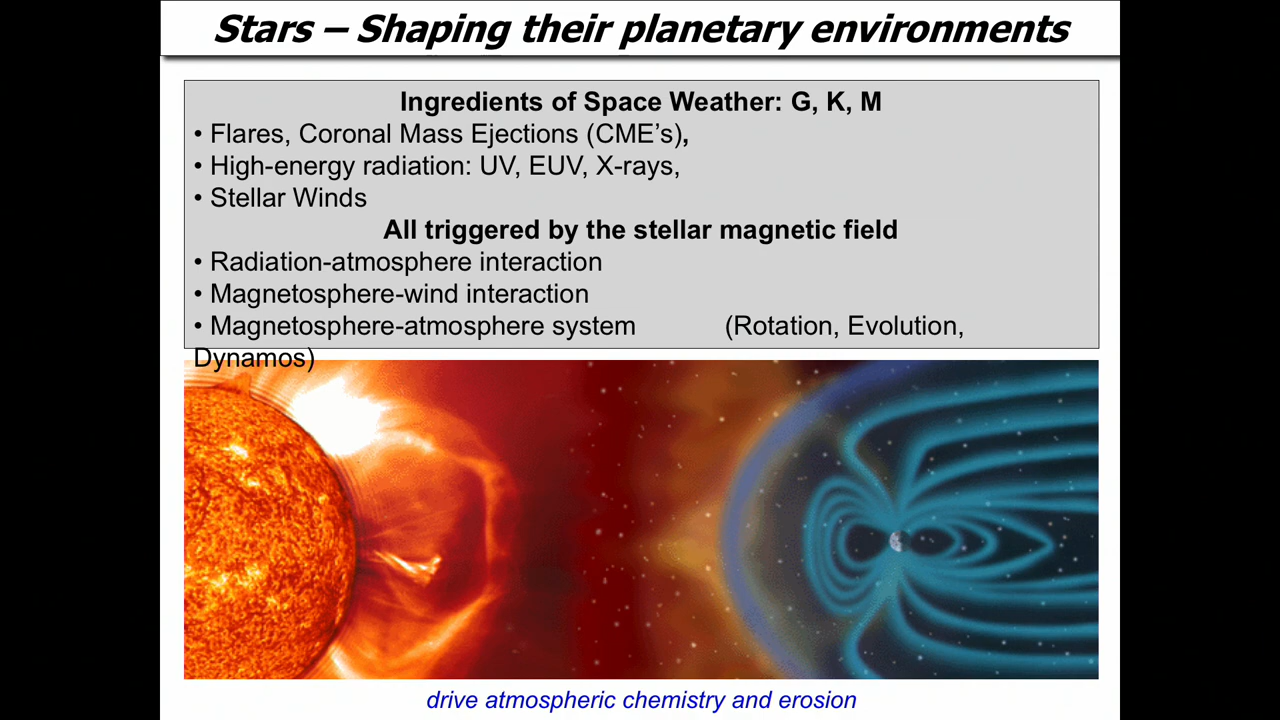 Stars – Shaping their planetary environments
Ingredients of Space Weather: G, K, M
• Flares, Coronal Mass Ejections (CME’s),
• High-energy radiation: UV, EUV, X-rays,
• Stellar Winds
All triggered by the stellar magnetic field
• Radiation-atmosphere interaction
• Magnetosphere-wind interaction
• Magnetosphere-atmosphere system (Rotation, Evolution,
Dynamos)
drive atmospheric chemistry and erosion